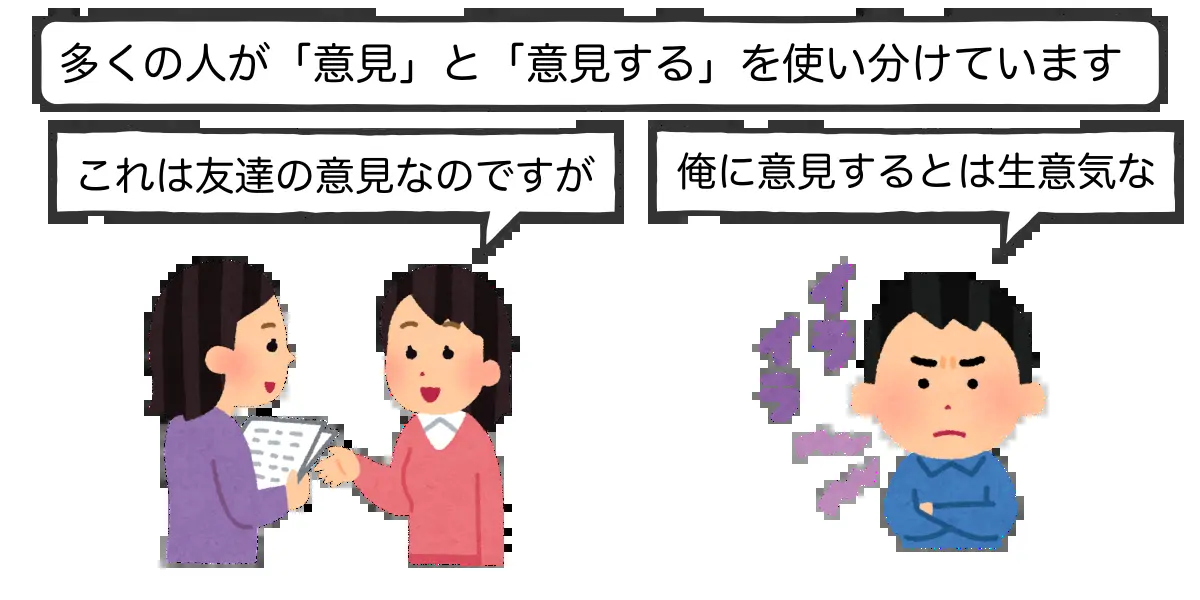 多くの人が「意見」と「意見する」を使い分けています
これは友達の意見なのですが
俺に意見するとは生意気な
イラ
イラ